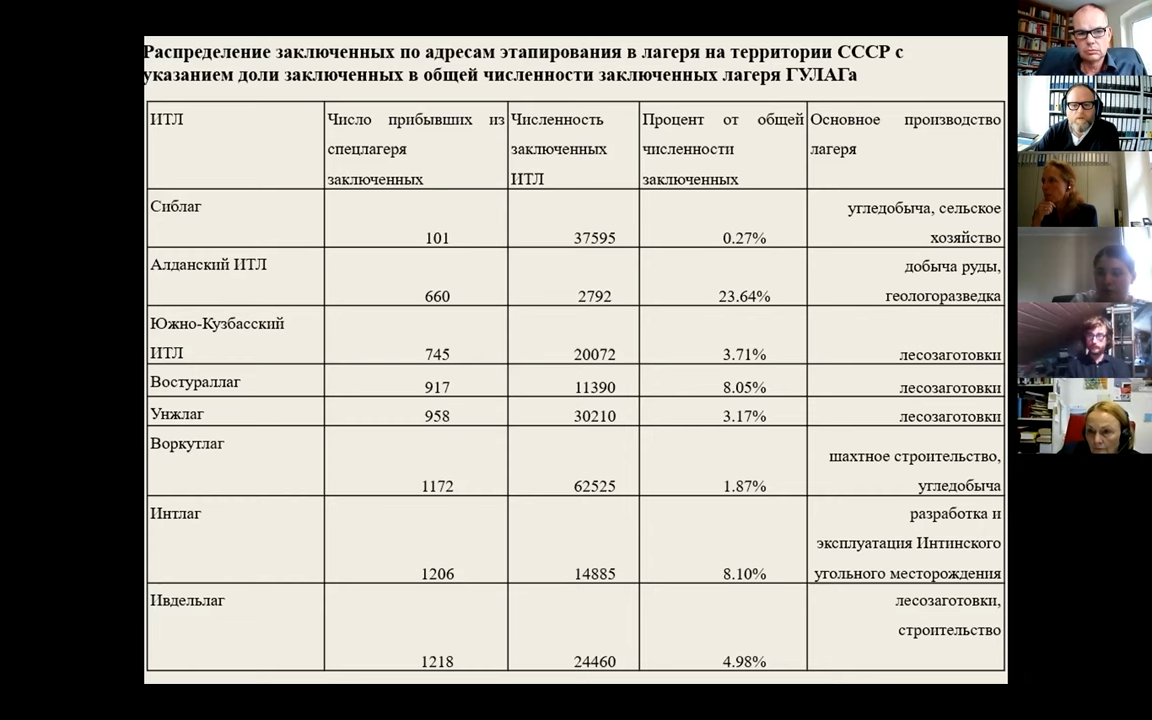 Распределение заключенных по адресам этапирования в лагеря на территории СССР с
указанием доли заключенных в общей численности заключенных лагеря ГУЛАГа
ИТЛ
Число прибывших из
спецлагеря
заключенных
Численность
заключенных
ИТЛ
Процент от общей
численности
заключенных
Основное производство
лагеря
Сиблаг
101
37595
0.27%
угледобыча, сельское
хозяйство
Алданский ИТЛ
660
2792
23.64%
добыча руды,
геологоразведка
Южно-Кузбасский
ИТЛ
745
20072
3.71%
лесозаготовки
Востураллаг
917
11390
8.05%
лесозаготовки
Унжлаг
958
30210
3.17%
лесозаготовки
Воркутлаг
1172
62525
1.87%
шахтное строительство,
угледобыча
Интлаг
1206
14885
8.10%
разработка и
эксплуатация Интинского
угольного месторождения
Ивдельлаг
1218
24460
4.98%
лесозаготовки,
строительство